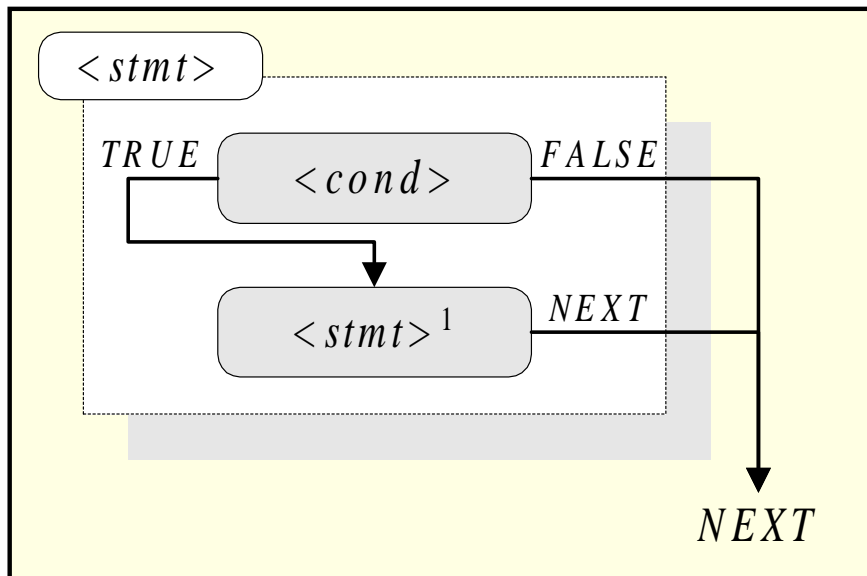 <stmt>
TRUE
<cond>
FALSE
<stmt>1
NEXT
NEXT